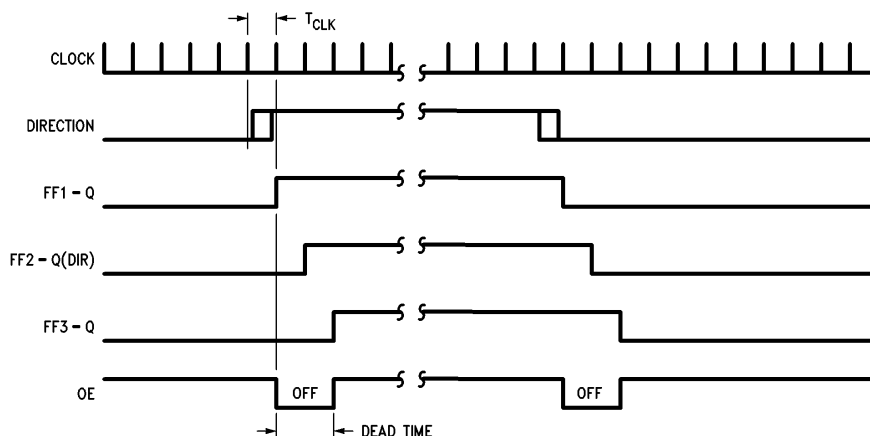 T_CLK
CLOCK
DIRECTION
FF1 – Q
FF2 – Q(DIR)
FF3 – Q
OE
OFF
OFF
DEAD TIME